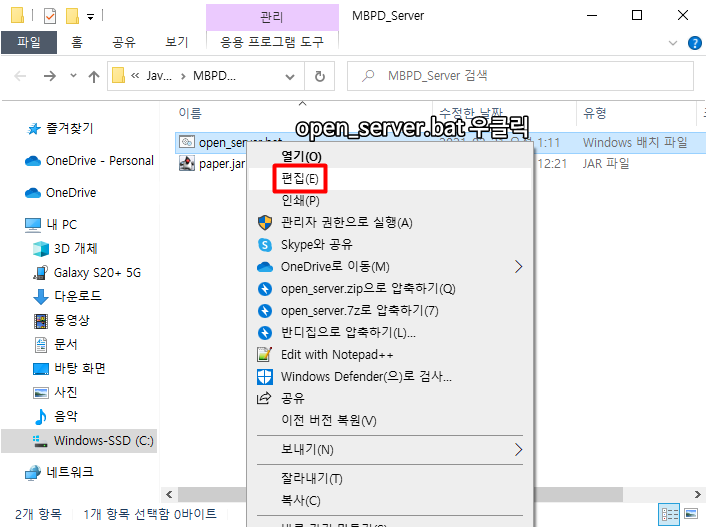 관리
MBPD_Server
파일
홈
공유
보기
응용 프로그램 도구
« Jav... › MBPD...
MBPD_Server 검색
이름
수정한 날짜
유형
즐겨찾기
OneDrive - Personal
OneDrive
내 PC
3D 개체
Galaxy S20+ 5G
다운로드
동영상
문서
바탕 화면
사진
음악
Windows-SSD (C:)
네트워크
open_server.bat 우클릭
open_server.bat
1:11
Windows 배치 파일
paper.jar
12:21
JAR 파일
열기(O)
편집(E)
인쇄(P)
관리자 권한으로 실행(A)
Skype와 공유
OneDrive로 이동(M)
open_server.zip으로 압축하기(Q)
open_server.7z로 압축하기(7)
반디집으로 압축하기(L)...
Edit with Notepad++
Windows Defender(으)로 검사...
공유
이전 버전 복원(V)
보내기(N)
잘라내기(T)
복사(C)
2개 항목
1개 항목 선택함 0바이트